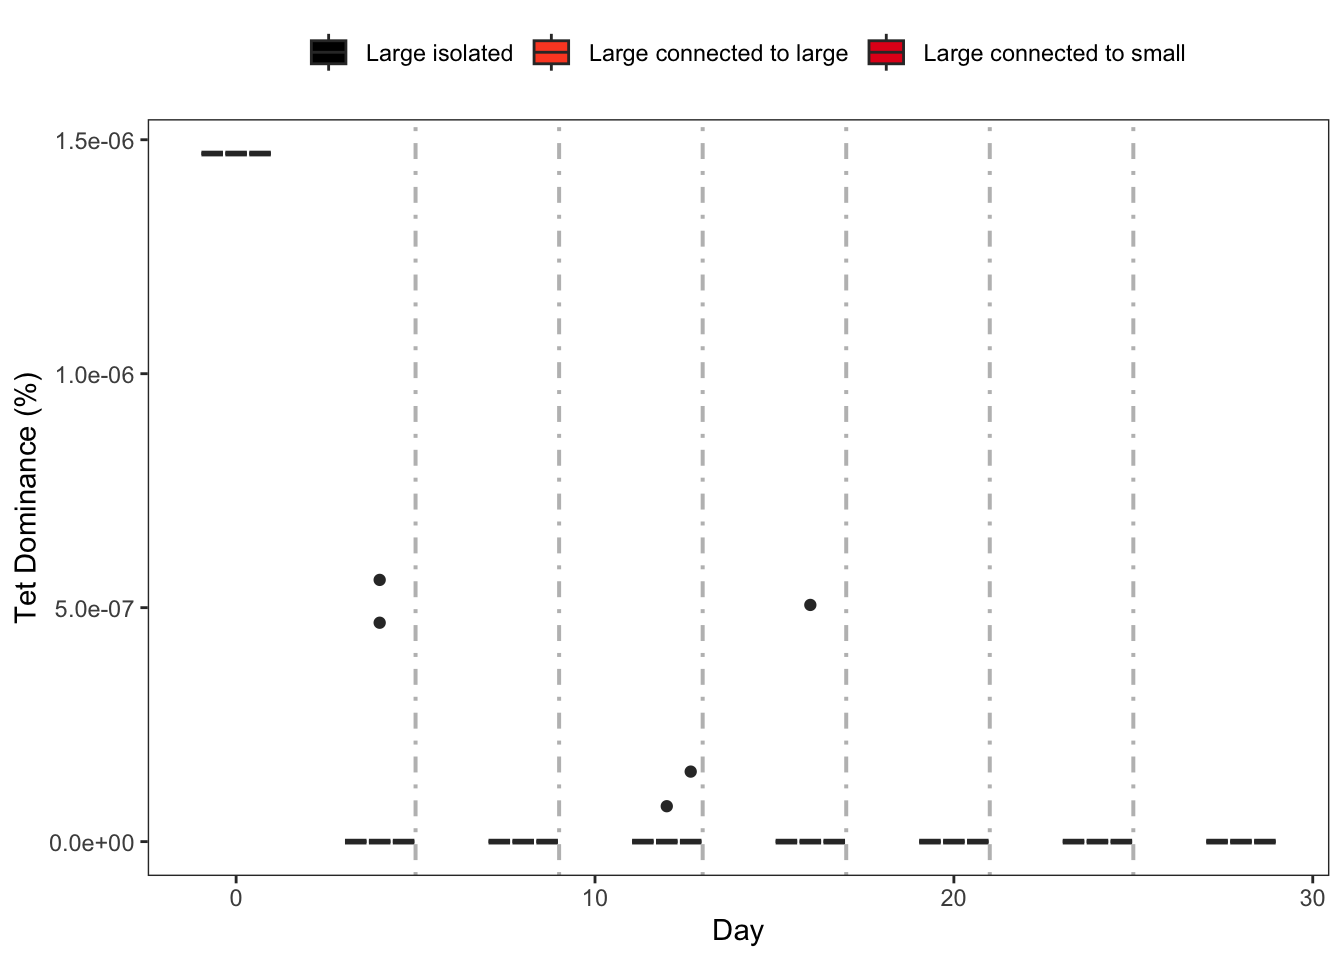 Large isolated Large connected to large Large connected to small
1.5e-06
1.0e-06
5.0e-07
0.0e+00
Tet Dominance (%)
0 10 20 30
Day